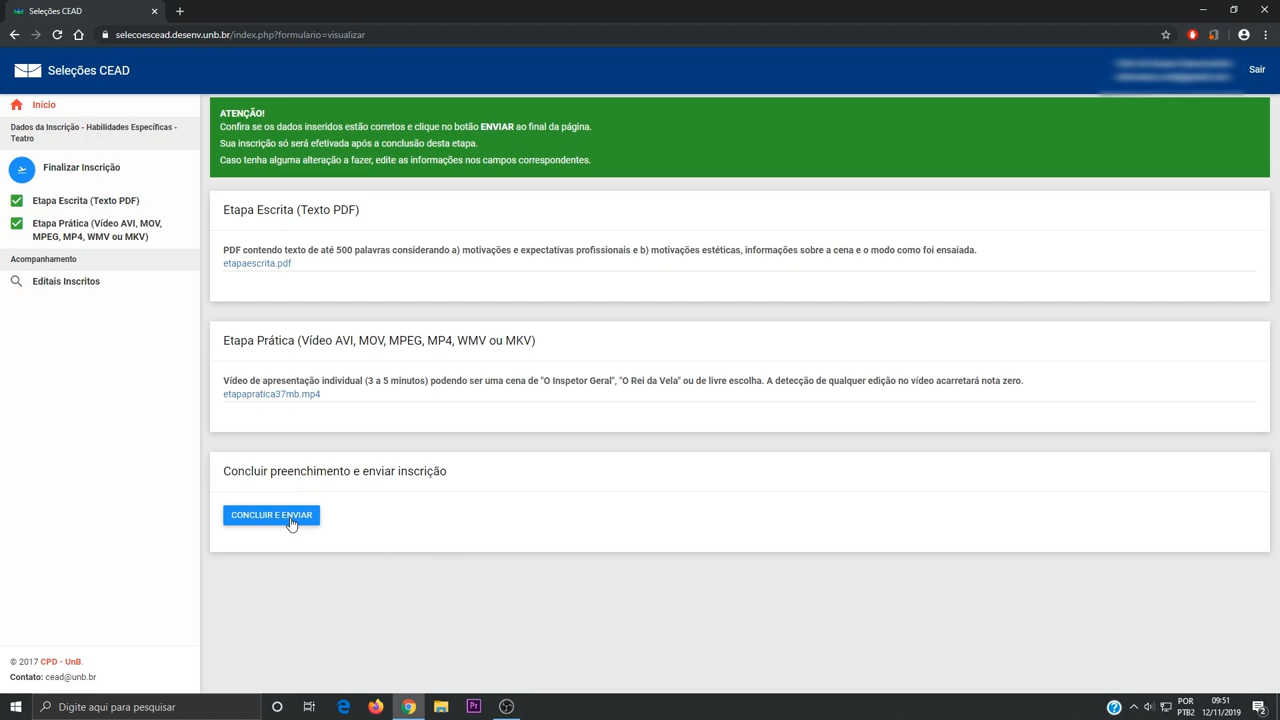 Seleções CEAD
selecoescead.desenv.unb.br/index.php?formulario=visualizar
Seleções CEAD
Sair
Início
Dados da Inscrição - Habilidades Específicas -
Teatro
Finalizar Inscrição
Etapa Escrita (Texto PDF)
Etapa Prática (Vídeo AVI, MOV,
MPEG, MP4, WMV ou MKV)
Acompanhamento
Editais Inscritos
ATENÇÃO!
Confira se os dados inseridos estão corretos e clique no botão ENVIAR ao final da página.
Sua inscrição só será efetivada após a conclusão desta etapa.
Caso tenha alguma alteração a fazer, edite as informações nos campos correspondentes.
Etapa Escrita (Texto PDF)
PDF contendo texto de até 500 palavras considerando a) motivações e expectativas profissionais e b) motivações estéticas, informações sobre a cena e o modo como foi ensaiada.
etapaescrita.pdf
Etapa Prática (Vídeo AVI, MOV, MPEG, MP4, WMV ou MKV)
Vídeo de apresentação individual (3 a 5 minutos) podendo ser uma cena de "O Inspetor Geral", "O Rei da Vela" ou de livre escolha. A detecção de qualquer edição no vídeo acarretará nota zero.
etapapratica37mb.mp4
Concluir preenchimento e enviar inscrição
CONCLUIR E ENVIAR
© 2017 CPD - UnB.
Contato: cead@unb.br
Digite aqui para pesquisar
Pr
POR
PTB2
09:51
12/11/2019
2